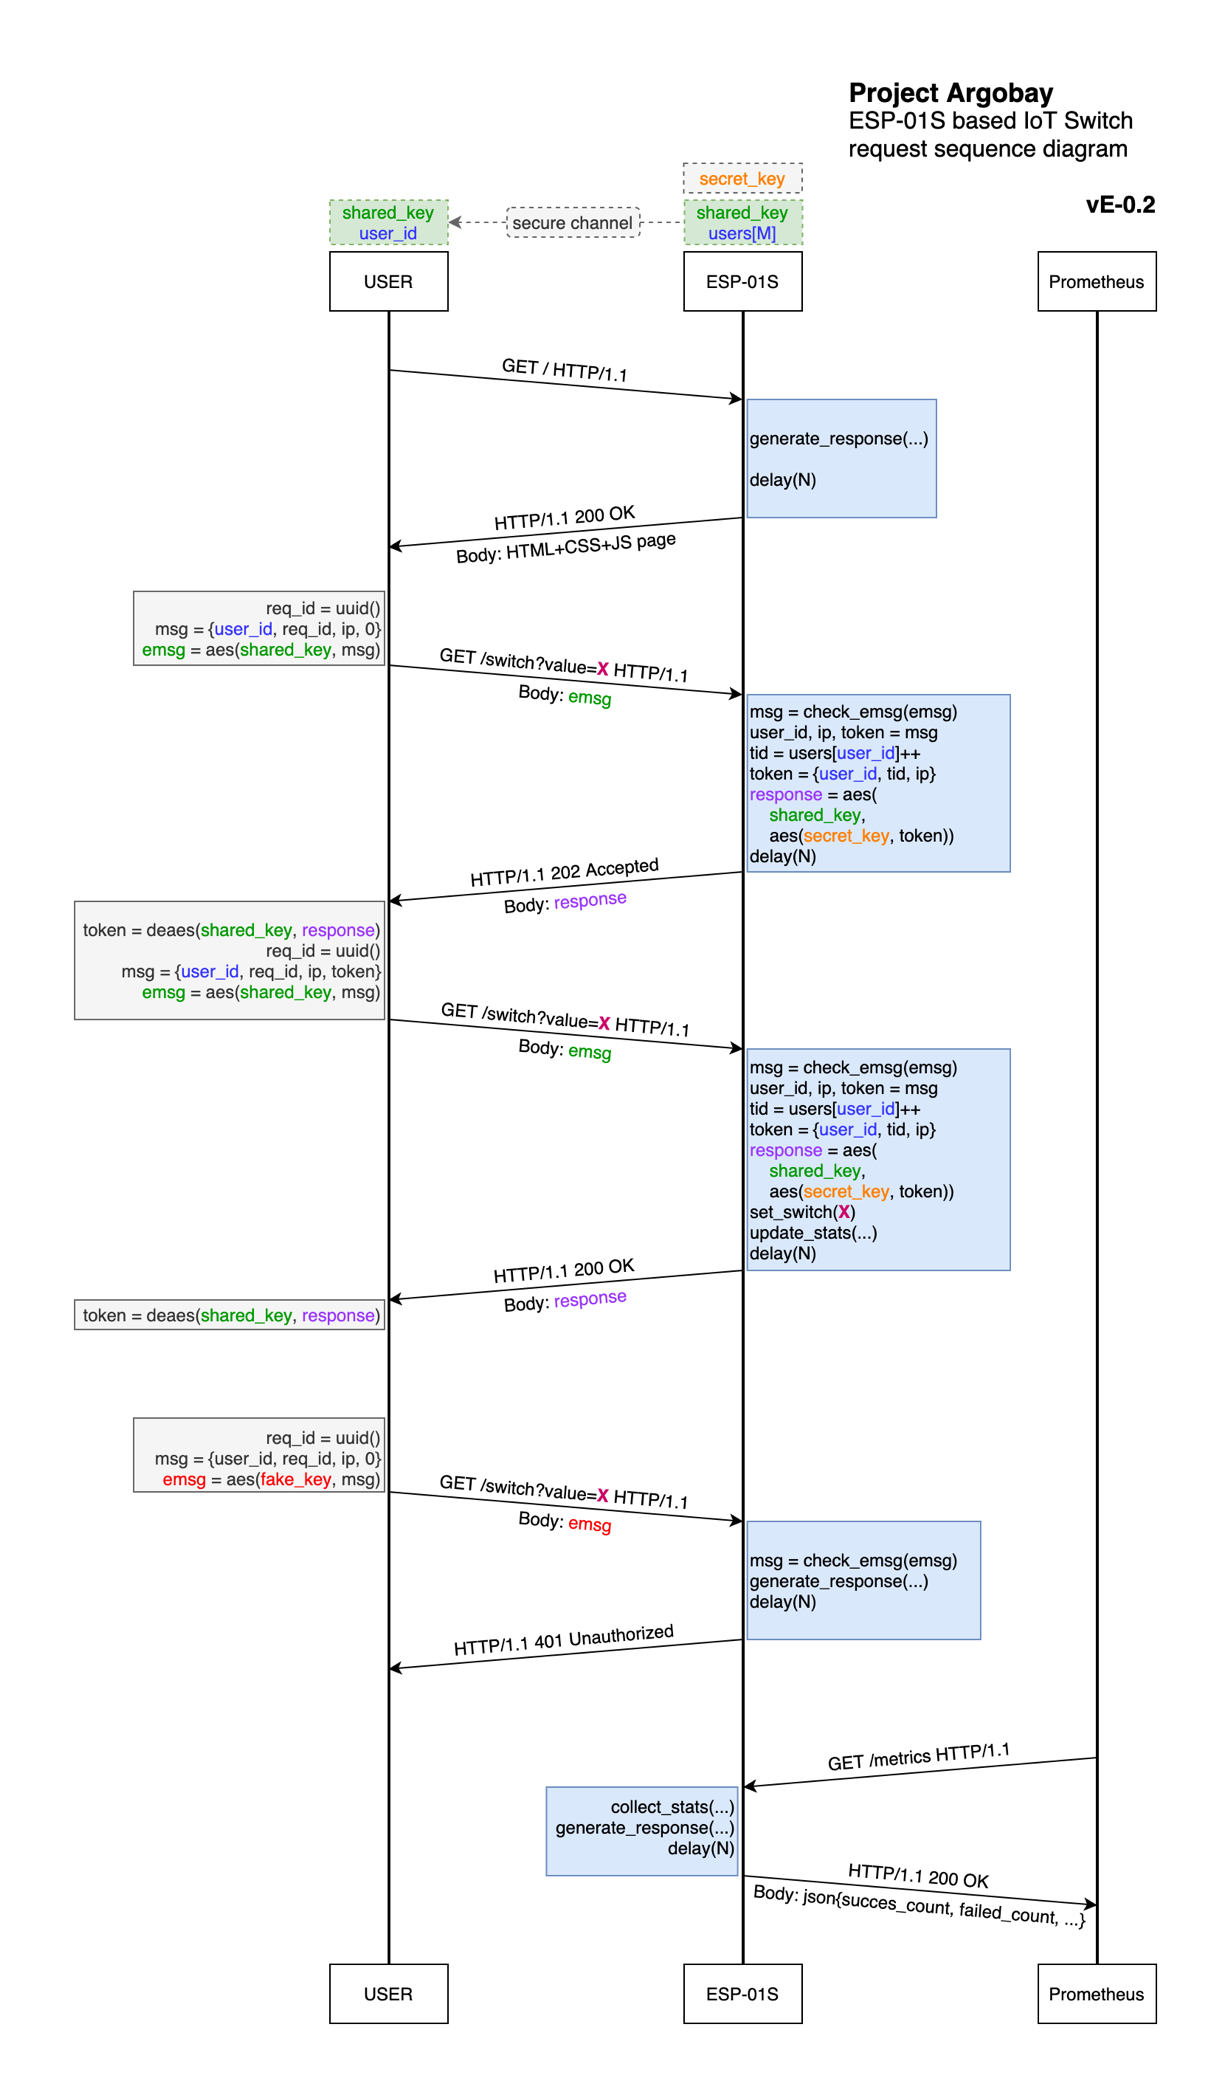 Project Argobay
ESP-01S based IoT Switch
request sequence diagram
vE-0.2
secret_key
shared_key
user_id
secure channel
shared_key
users[M]
USER
ESP-01S
Prometheus
GET / HTTP/1.1
generate_response(...)
delay(N)
HTTP/1.1 200 OK
Body: HTML+CSS+JS page
req_id = uuid()
msg = {user_id, req_id, ip, 0}
emsg = aes(shared_key, msg)
GET /switch?value=X HTTP/1.1
Body: emsg
msg = check_emsg(emsg)
user_id, ip, token = msg
tid = users[user_id]++
token = {user_id, tid, ip}
response = aes(
shared_key,
aes(secret_key, token))
delay(N)
HTTP/1.1 202 Accepted
Body: response
token = deaes(shared_key, response)
req_id = uuid()
msg = {user_id, req_id, ip, token}
emsg = aes(shared_key, msg)
GET /switch?value=X HTTP/1.1
Body: emsg
msg = check_emsg(emsg)
user_id, ip, token = msg
tid = users[user_id]++
token = {user_id, tid, ip}
response = aes(
shared_key,
aes(secret_key, token))
set_switch(X)
update_stats(...)
delay(N)
HTTP/1.1 200 OK
Body: response
token = deaes(shared_key, response)
req_id = uuid()
msg = {user_id, req_id, ip, 0}
emsg = aes(fake_key, msg)
GET /switch?value=X HTTP/1.1
Body: emsg
msg = check_emsg(emsg)
generate_response(...)
delay(N)
HTTP/1.1 401 Unauthorized
GET /metrics HTTP/1.1
collect_stats(...)
generate_response(...)
delay(N)
HTTP/1.1 200 OK
Body: json{succes_count, failed_count, ...}
USER
ESP-01S
Prometheus